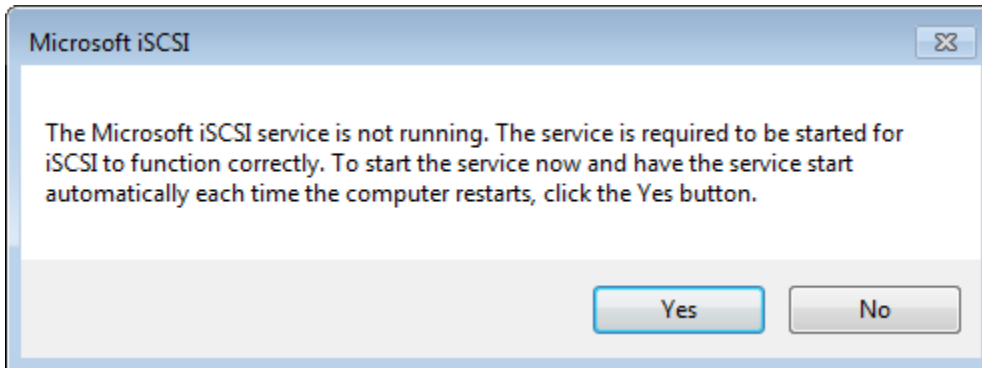 Microsoft iSCSI
The Microsoft iSCSI service is not running. The service is required to be started for
iSCSI to function correctly. To start the service now and have the service start
automatically each time the computer restarts, click the Yes button.
Yes
No